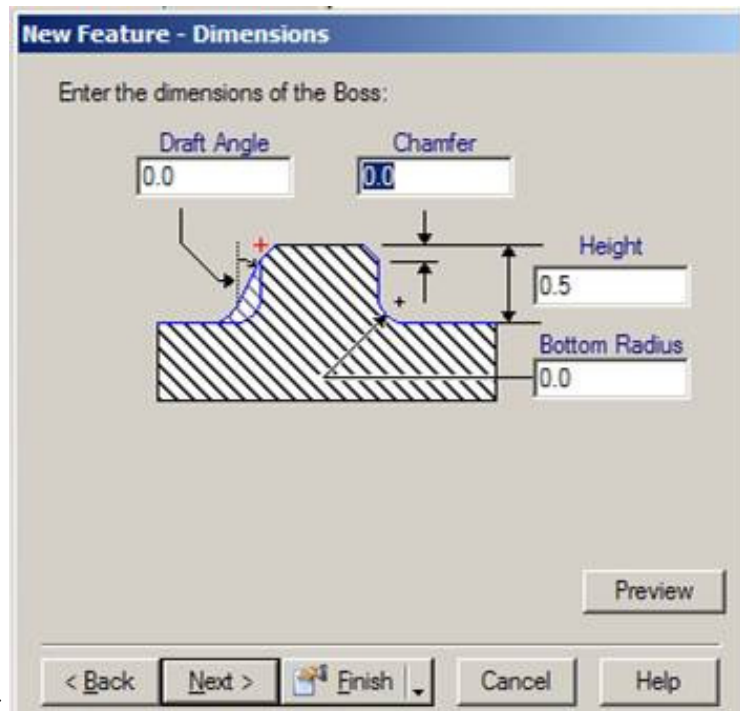 New Feature - Dimensions
Enter the dimensions of the Boss:
Draft Angle Chamfer
0.0 0.0
Height
0.5
Bottom Radius
0.0
Preview
< Back Next > Finish Cancel Help